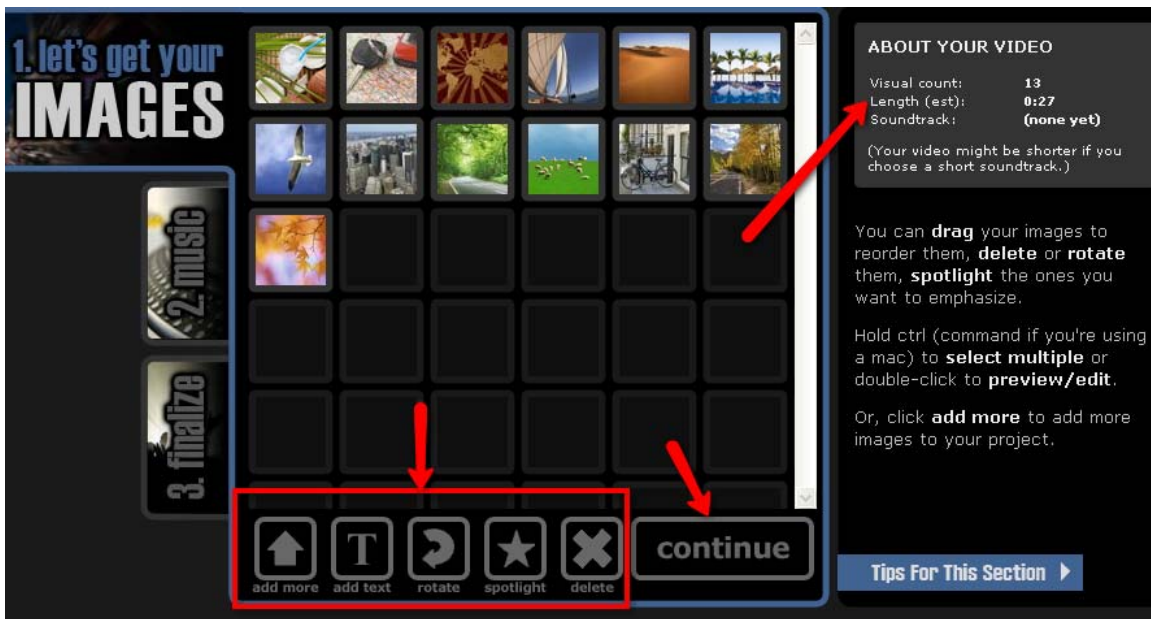 1. let's get your
IMAGES
2. music
3. finalize
add more
add text
rotate
spotlight
delete
continue
ABOUT YOUR VIDEO
Visual count: 13
Length (est): 0:27
Soundtrack: (none yet)
(Your video might be shorter if you
choose a short soundtrack.)
You can drag your images to
reorder them, delete or rotate
them, spotlight the ones you
want to emphasize.
Hold ctrl (command if you're using
a mac) to select multiple or
double-click to preview/edit.
Or, click add more to add more
images to your project.
Tips For This Section